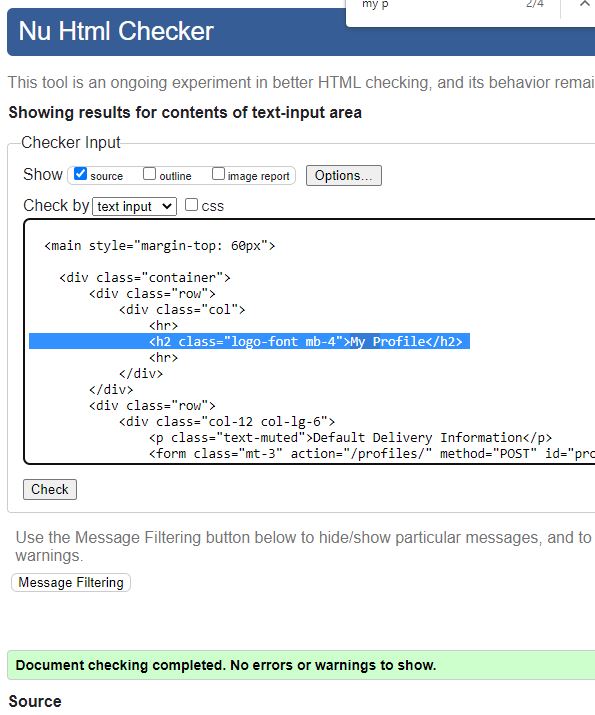 my p 2/4
Nu Html Checker
This tool is an ongoing experiment in better HTML checking, and its behavior remai
Showing results for contents of text-input area
Checker Input
Show source outline image report Options...
Check by text input css
<main style="margin-top: 60px">
<div class="container">
<div class="row">
<div class="col">
<hr>
<h2 class="logo-font mb-4">My Profile</h2>
<hr>
</div>
</div>
<div class="row">
<div class="col-12 col-lg-6">
<p class="text-muted">Default Delivery Information</p>
<form class="mt-3" action="/profiles/" method="POST" id="pro
Check
Use the Message Filtering button below to hide/show particular messages, and to
warnings.
Message Filtering
Document checking completed. No errors or warnings to show.
Source